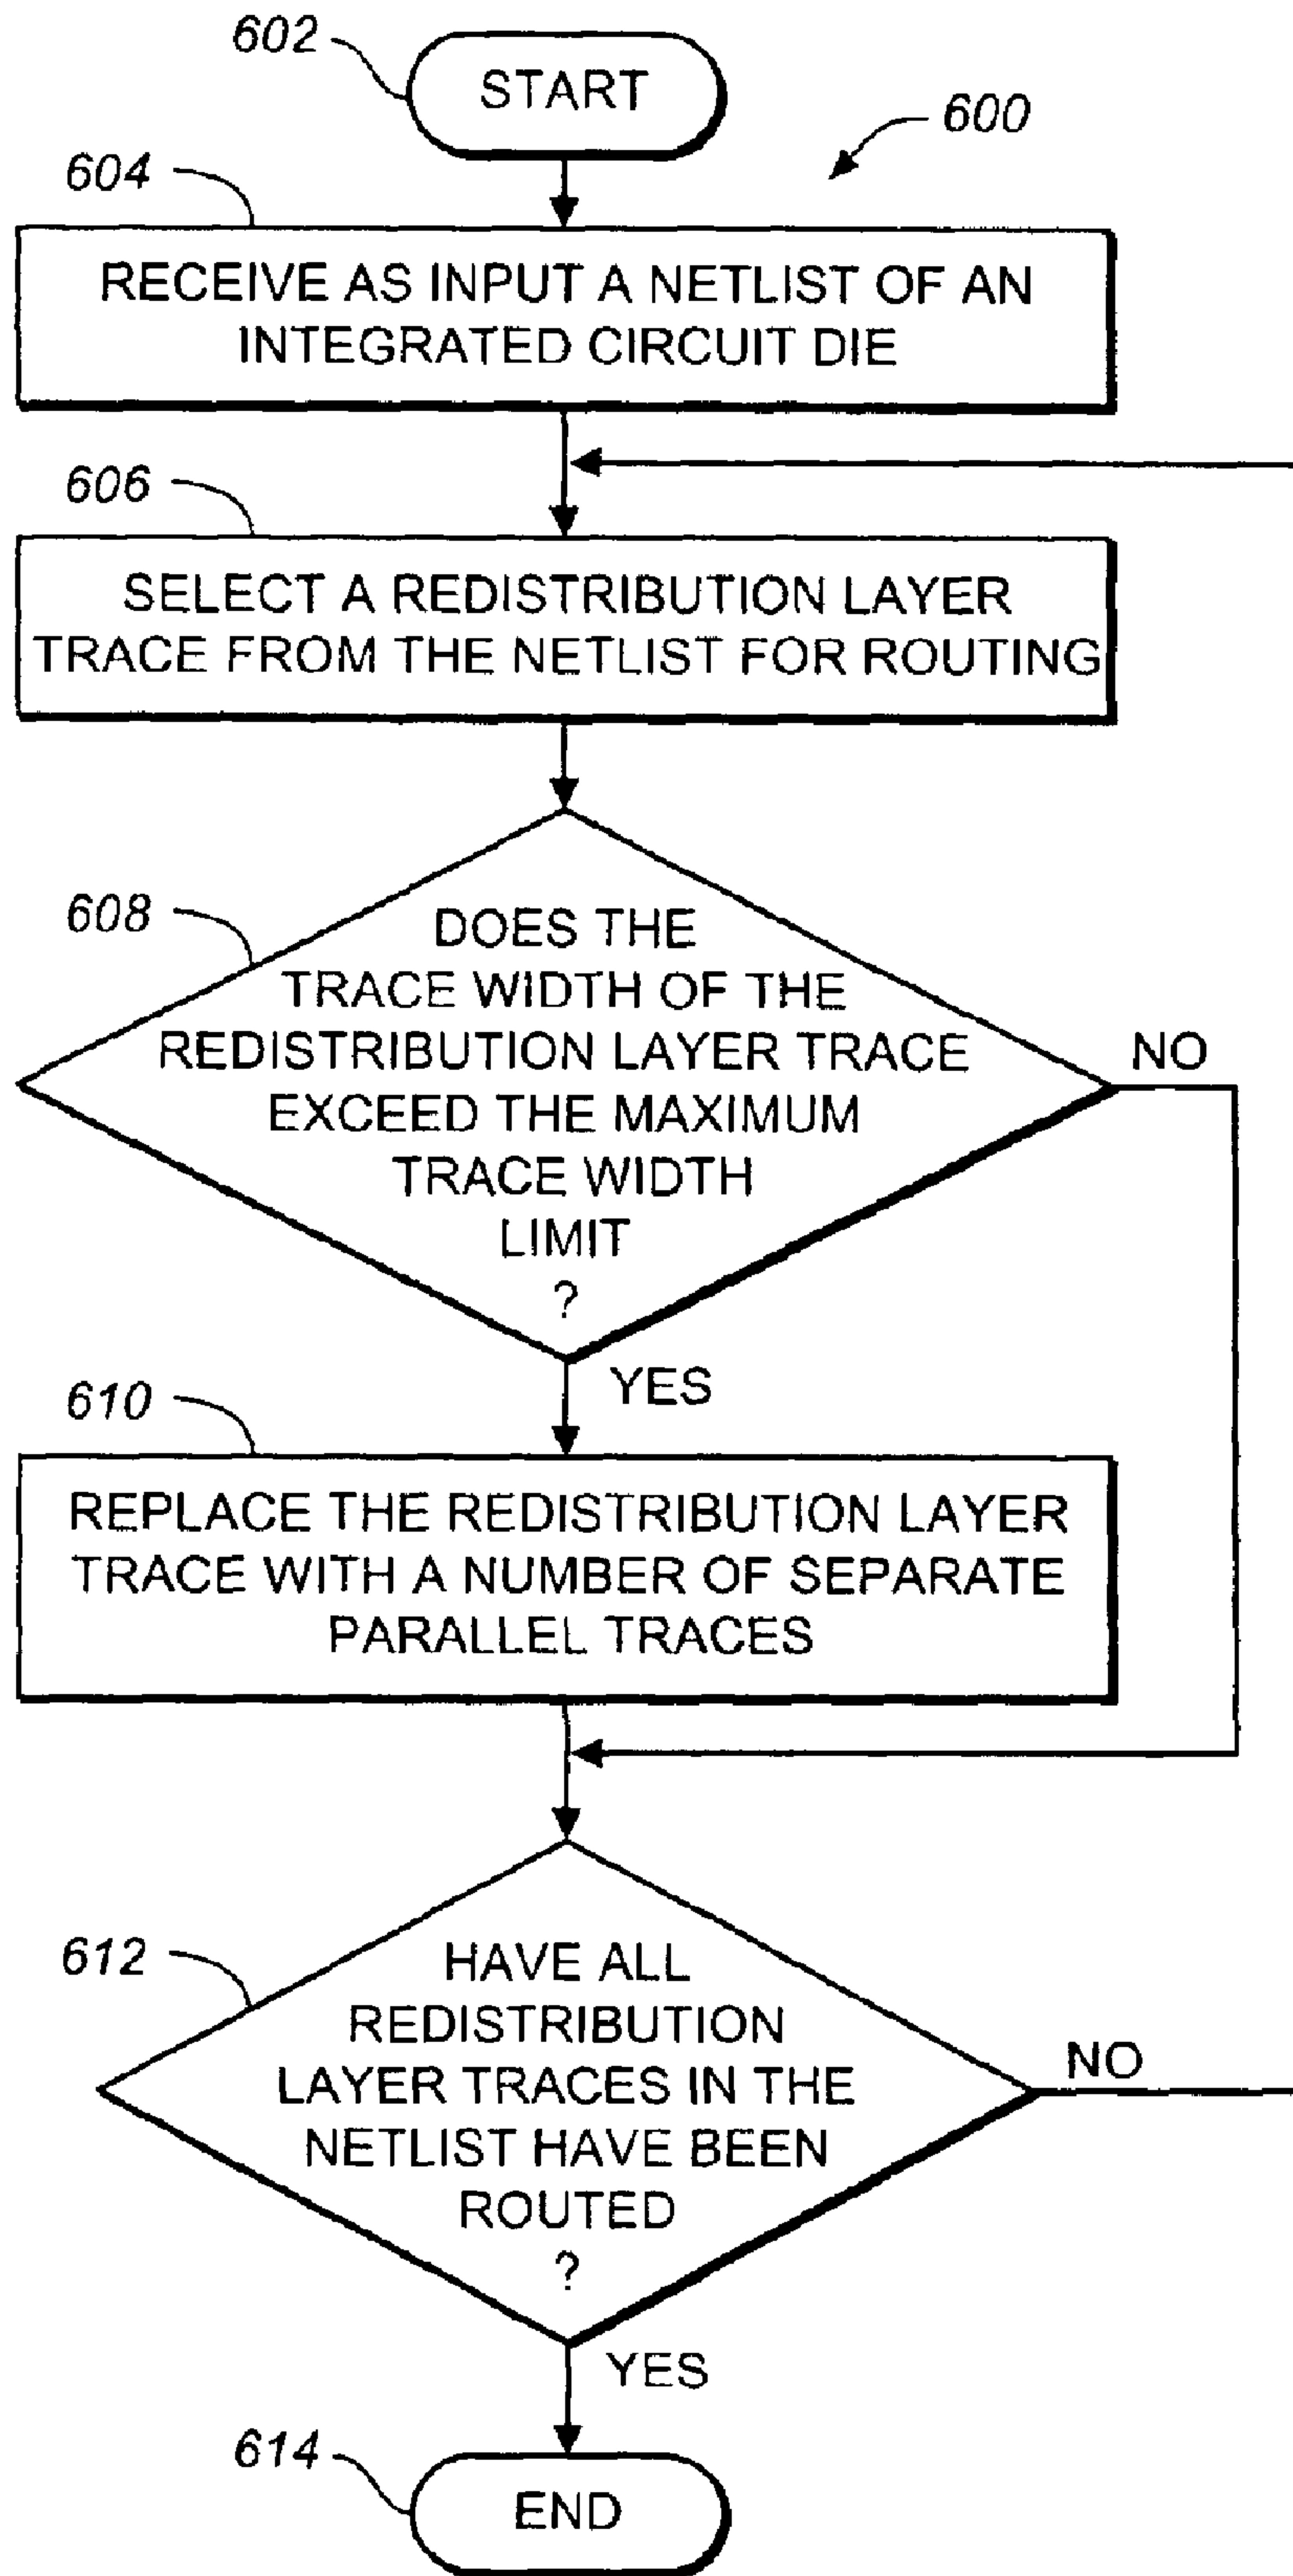 602
START
600
604
RECEIVE AS INPUT A NETLIST OF AN
INTEGRATED CIRCUIT DIE
606
SELECT A REDISTRIBUTION LAYER
TRACE FROM THE NETLIST FOR ROUTING
608
DOES THE
TRACE WIDTH OF THE
REDISTRIBUTION LAYER TRACE
EXCEED THE MAXIMUM
TRACE WIDTH
LIMIT
?
NO
YES
610
REPLACE THE REDISTRIBUTION LAYER
TRACE WITH A NUMBER OF SEPARATE
PARALLEL TRACES
612
HAVE ALL
REDISTRIBUTION
LAYER TRACES IN THE
NETLIST HAVE BEEN
ROUTED
?
NO
YES
614
END